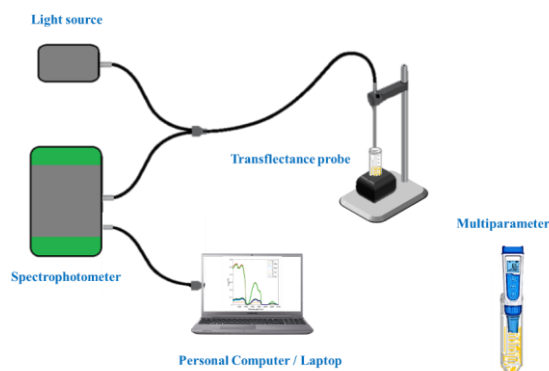 Light source
Transflectance probe
Multiparameter
Spectrophotometer
Personal Computer / Laptop